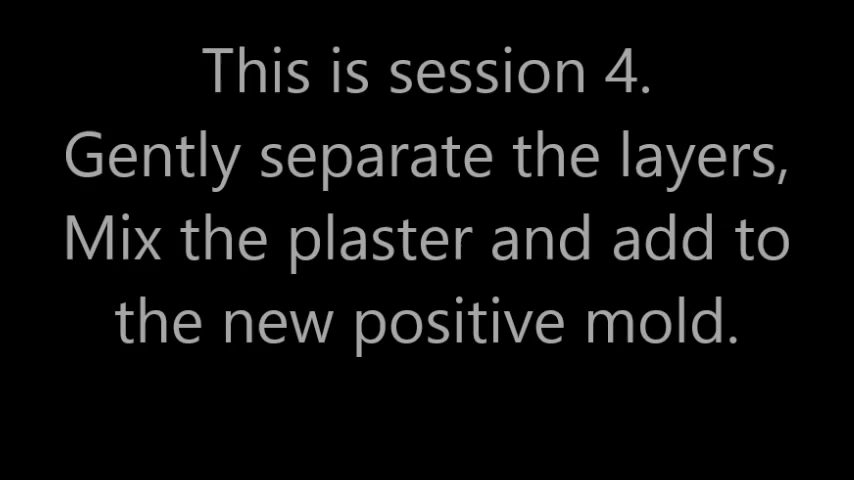 This is session 4.
Gently separate the layers,
Mix the plaster and add to
the new positive mold.